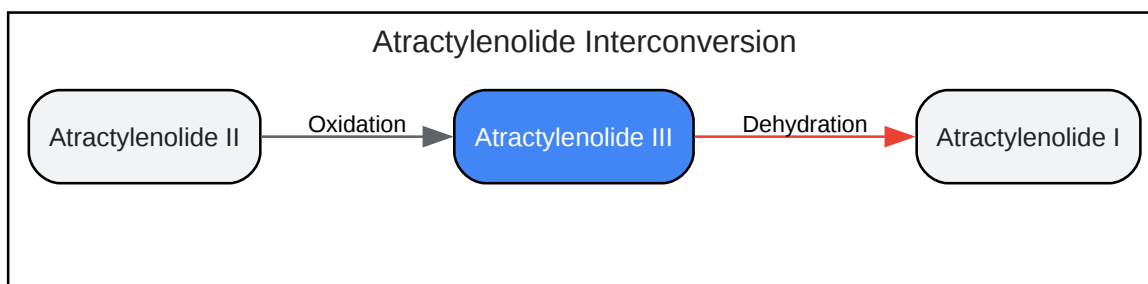 Atractylenolide Interconversion
Atractylenolide II
Oxidation
Atractylenolide III
Dehydration
Atractylenolide I